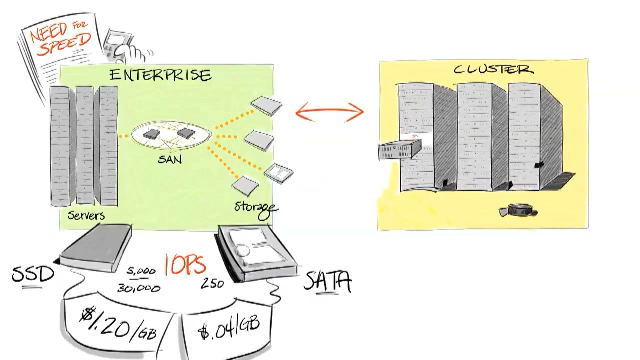 NEED FOR
SPEED
ENTERPRISE
CLUSTER
SAN
Servers
Storage
SSD
5,000
30,000
IOPS
250
SATA
$1.20/GB
$.04/GB